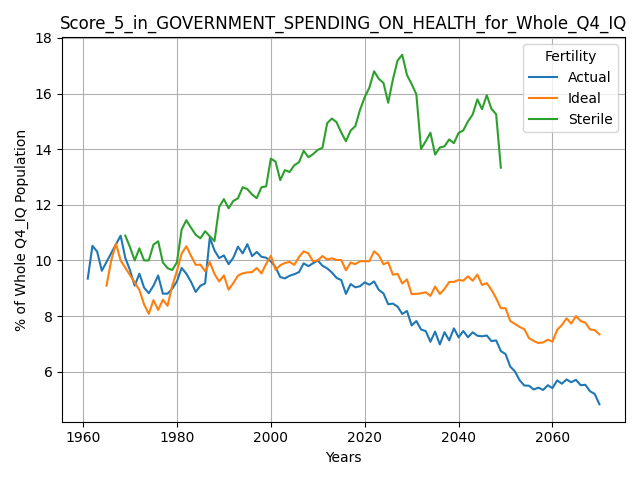 Score_5_in_GOVERNMENT_SPENDING_ON_HEALTH_for_Whole_Q4_IQ
% of Whole Q4_IQ Population
18
16
14
12
10
8
6
Fertility
Actual
Ideal
Sterile
1960 1980 2000 2020 2040 2060
Years